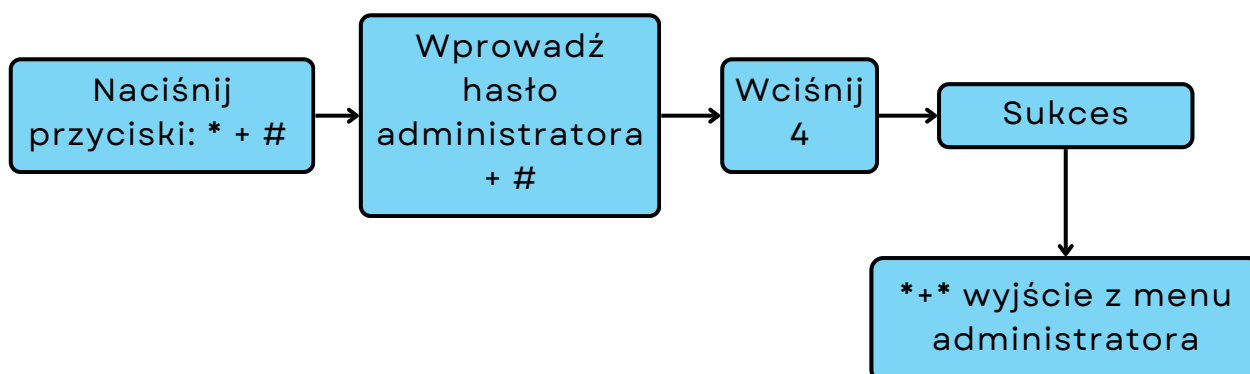 Naciśnij
przyciski: * + #
Wprowadź
hasło
administratora
+ #
Wciśnij
4
Sukces
*+* wyjście z menu
administratora